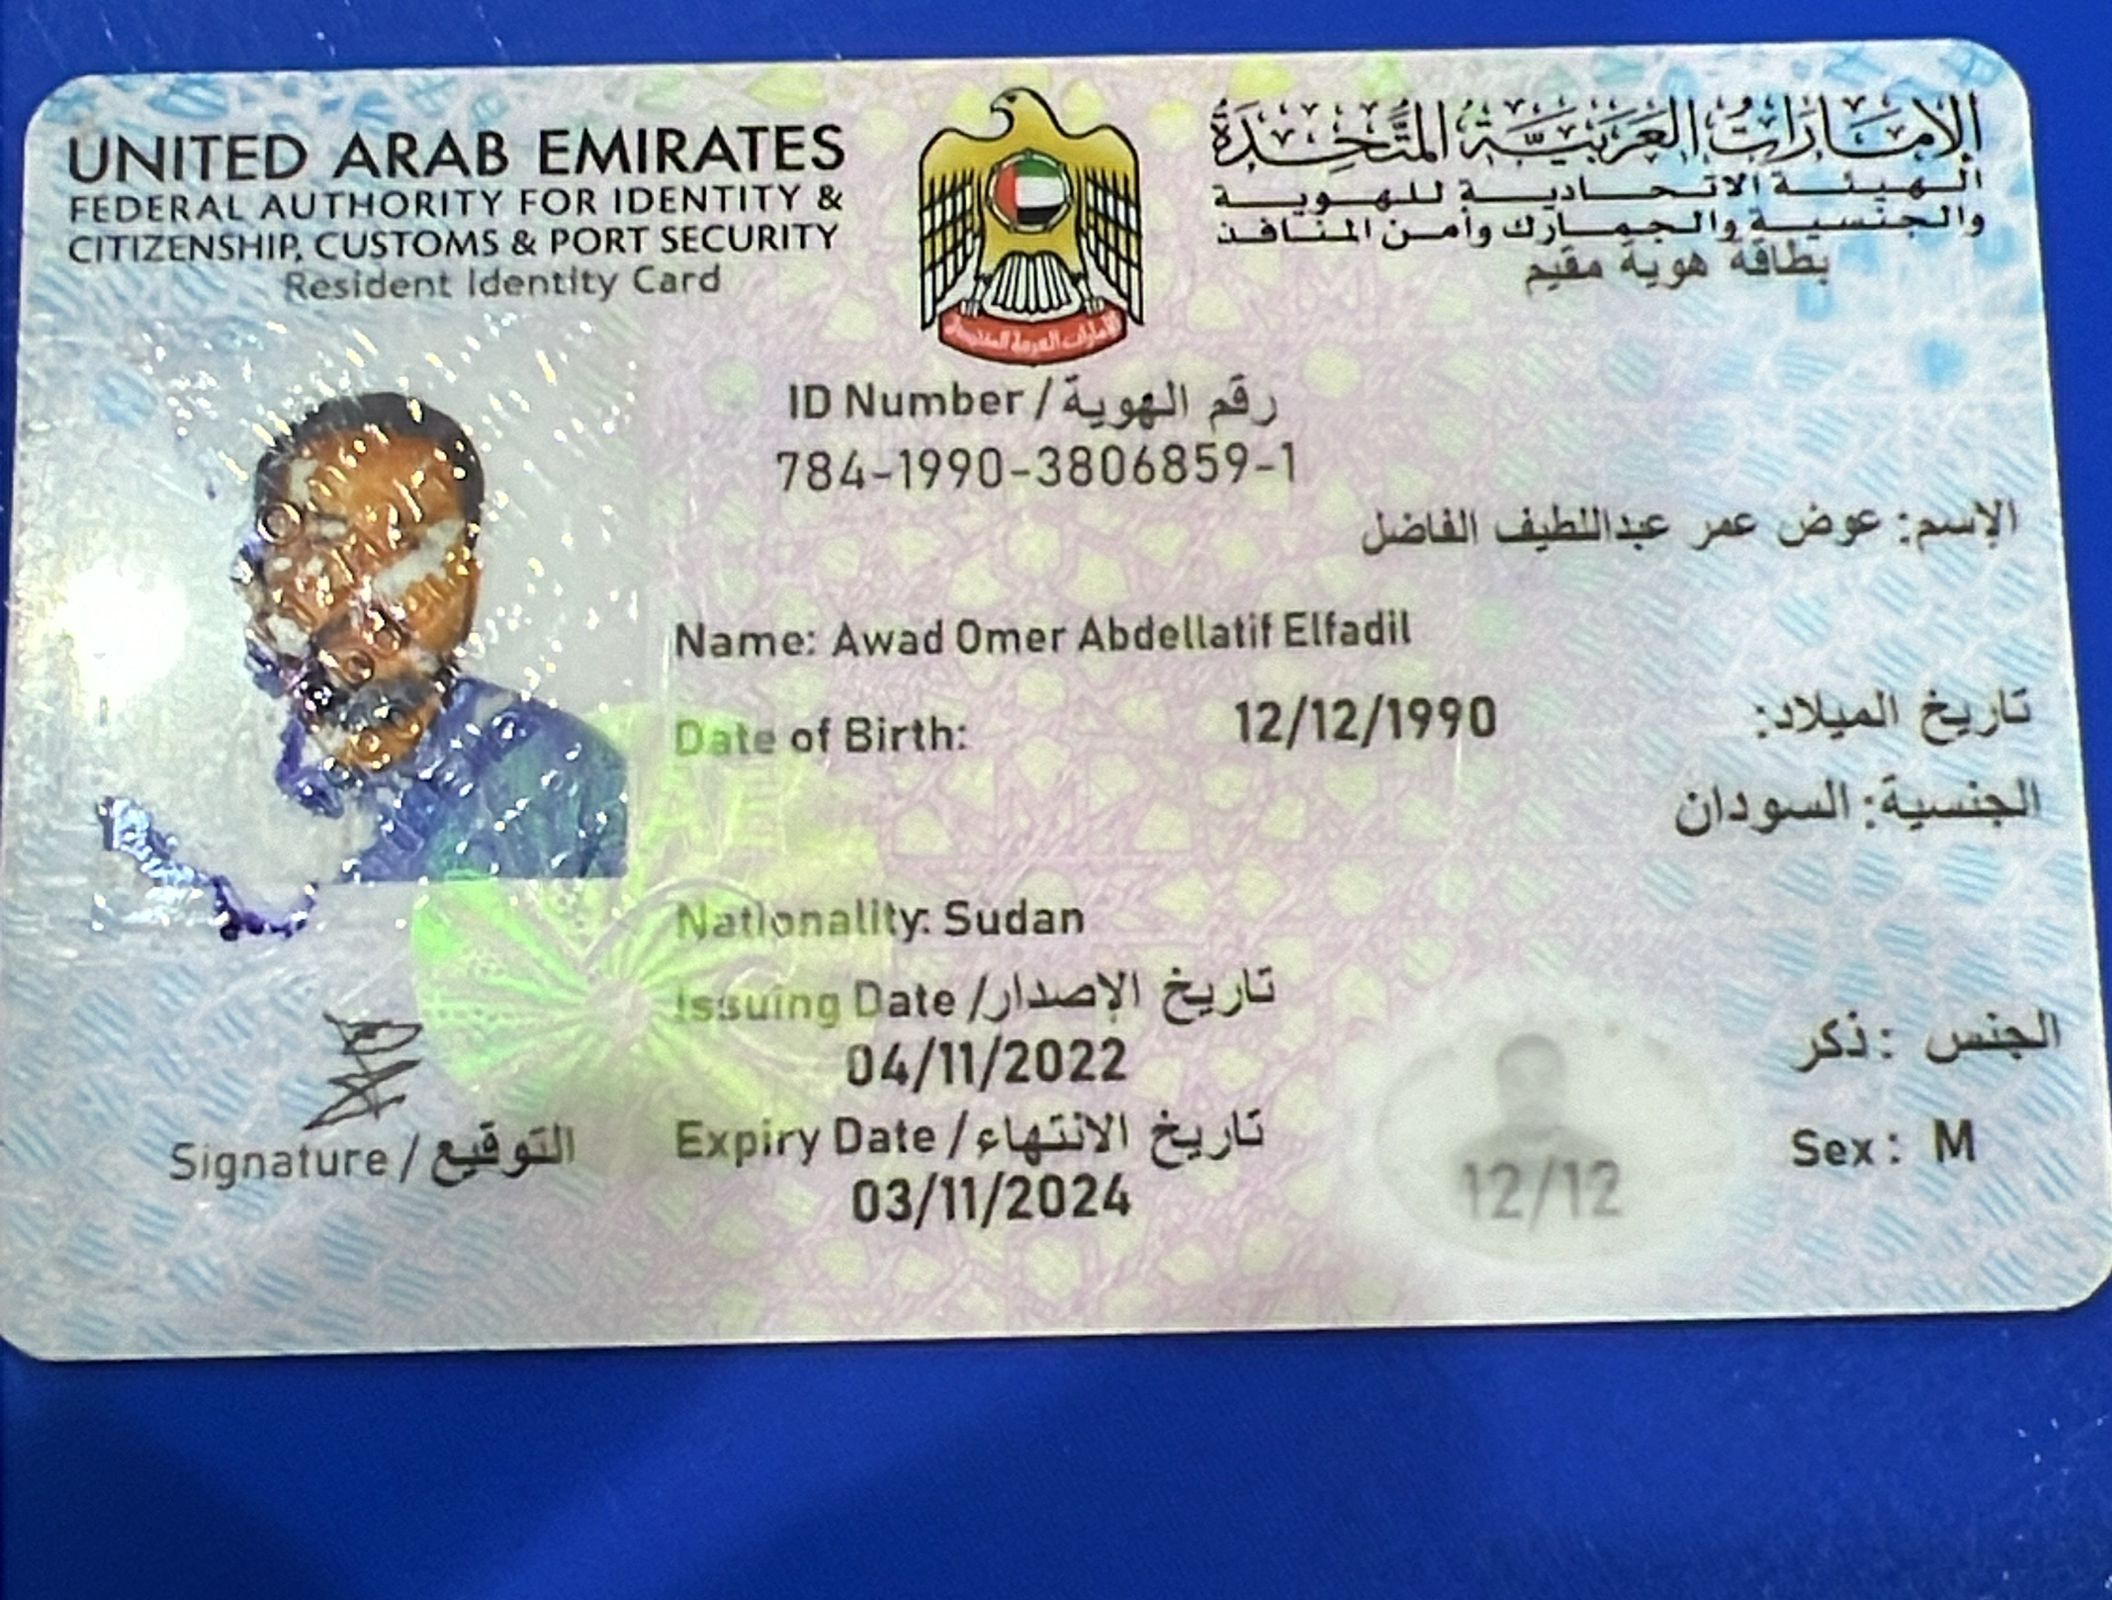 UNITED ARAB EMIRATES
FEDERAL AUTHORITY FOR IDENTITY &
CITIZENSHIP, CUSTOMS & PORT SECURITY
Resident Identity Card
الإمارات العربية المتحدة
الهيئة الاتحادية للهوية
والجنسية والجمارك وأمن المنافذ
بطاقة هوية مقيم
ID Number / رقم الهوية
784-1990-3806859-1
الإسم: عوض عمر عبداللطيف الفاضل
Name: Awad Omer Abdellatif Elfadil
Date of Birth: 12/12/1990 تاريخ الميلاد:
الجنسية: السودان
Nationality: Sudan
Issuing Date / تاريخ الإصدار
04/11/2022
الجنس : ذكر
Expiry Date / تاريخ الانتهاء
03/11/2024
Sex: M
Signature / التوقيع
12/12